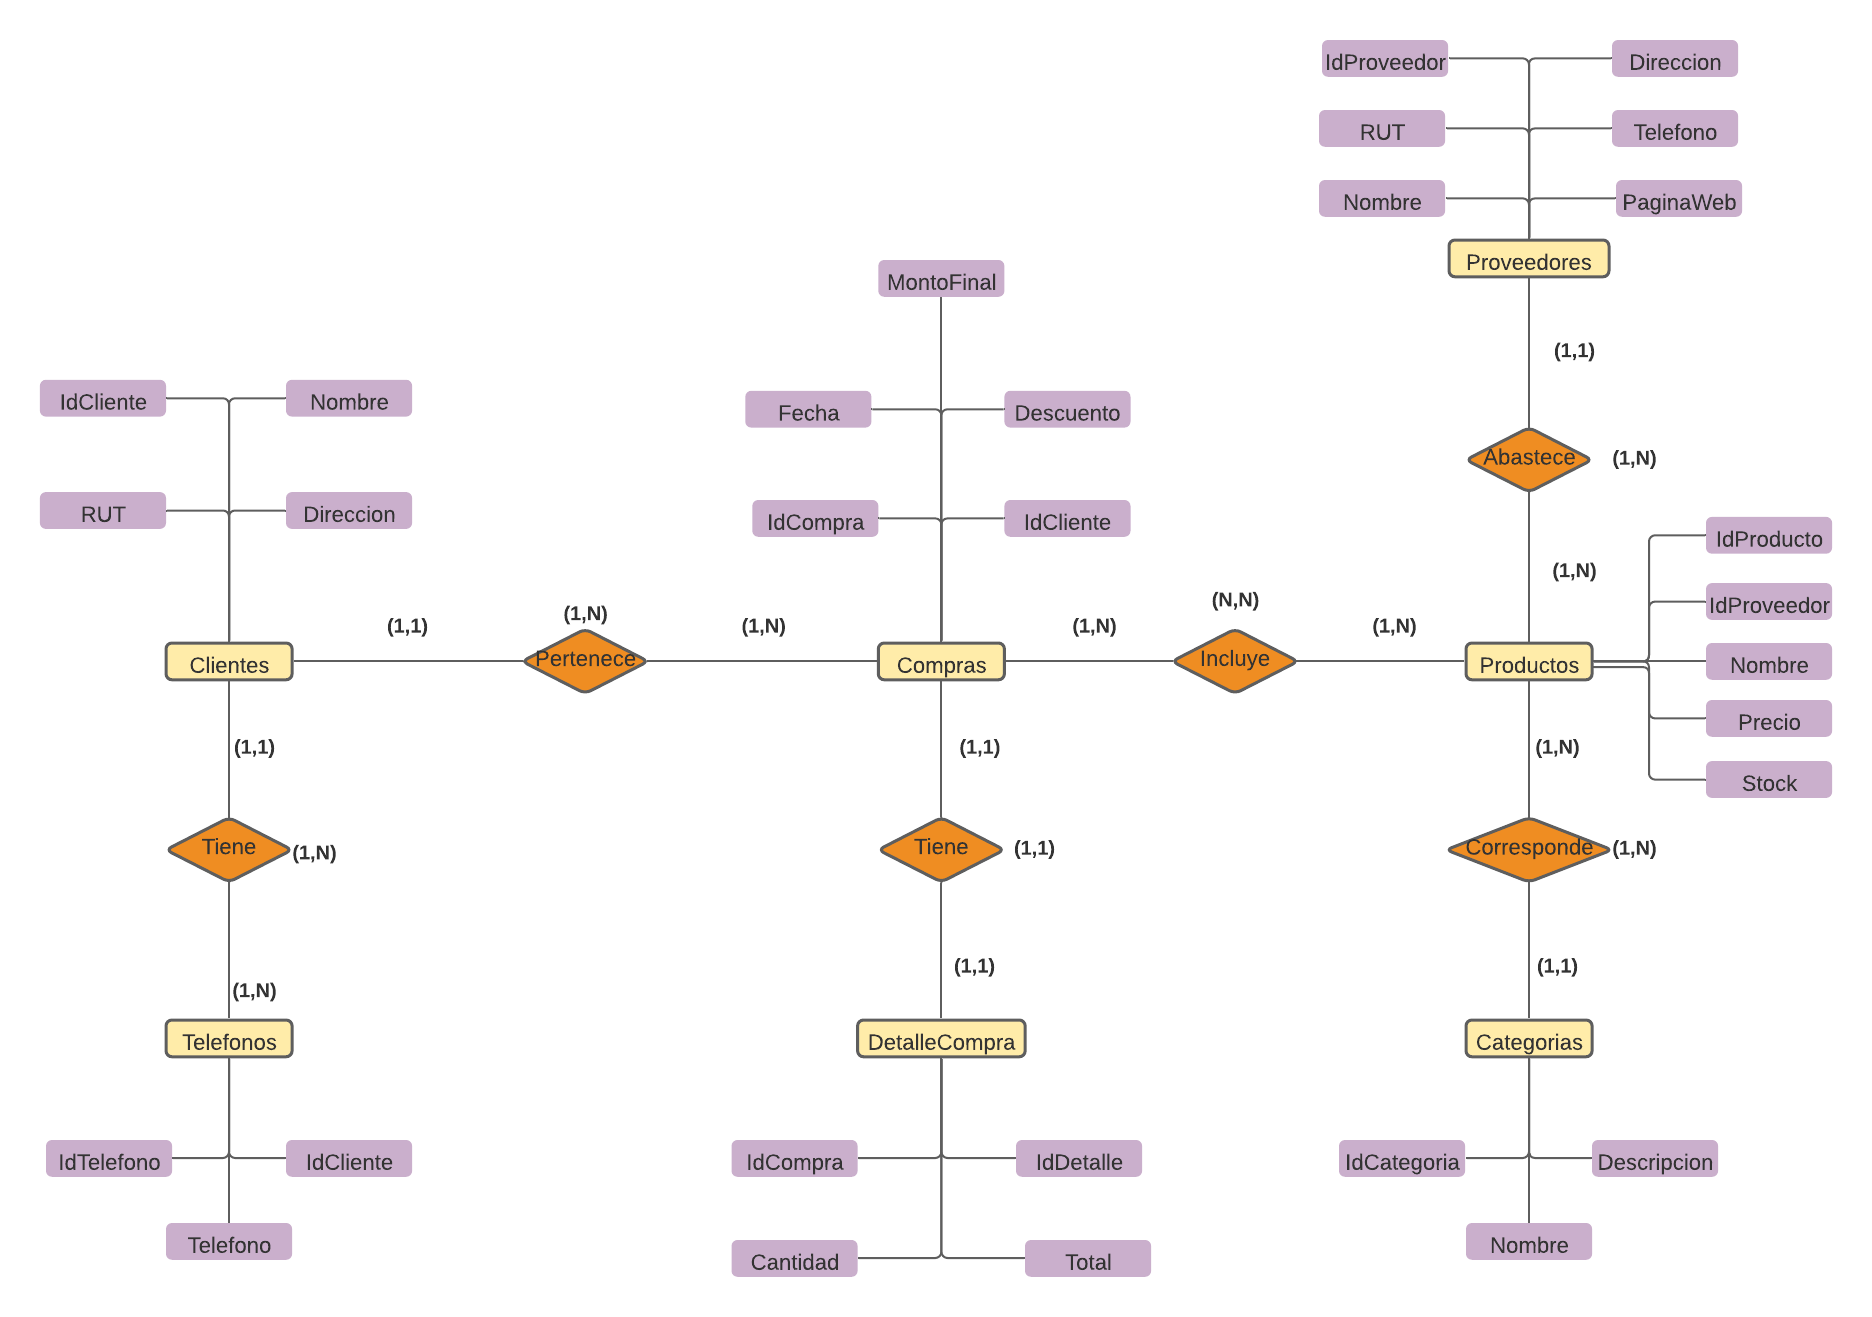 IdProveedor
Direccion
RUT
Telefono
Nombre
PaginaWeb
Proveedores
MontoFinal
(1,1)
IdCliente
Nombre
Fecha
Descuento
Abastece
(1,N)
RUT
Direccion
IdCompra
IdCliente
IdProducto
(1,N)
IdProveedor
(1,1)
(1,N)
(1,N)
(1,N)
(N,N)
(1,N)
Clientes
Pertenece
Compras
Incluye
Productos
Nombre
Precio
(1,1)
(1,1)
(1,N)
Stock
Tiene
(1,N)
Tiene
(1,1)
Corresponde
(1,N)
(1,N)
(1,1)
(1,1)
Telefonos
DetalleCompra
Categorias
IdTelefono
IdCliente
IdCompra
IdDetalle
IdCategoria
Descripcion
Telefono
Cantidad
Total
Nombre